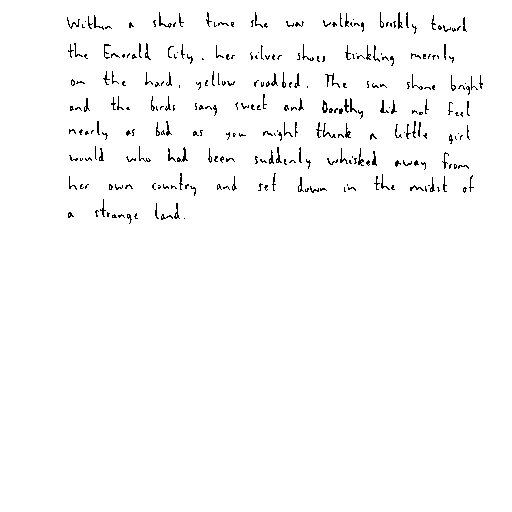 Within a short time she was walking briskly toward
the Emerald City, her silver shoes tinkling merrily
on the hard, yellow roadbed. The sun shone bright
and the birds sang sweet and Dorothy did not feel
nearly as bad as you might think a little girl
would who had been suddenly whisked away from
her own country and set down in the midst of
a strange land.